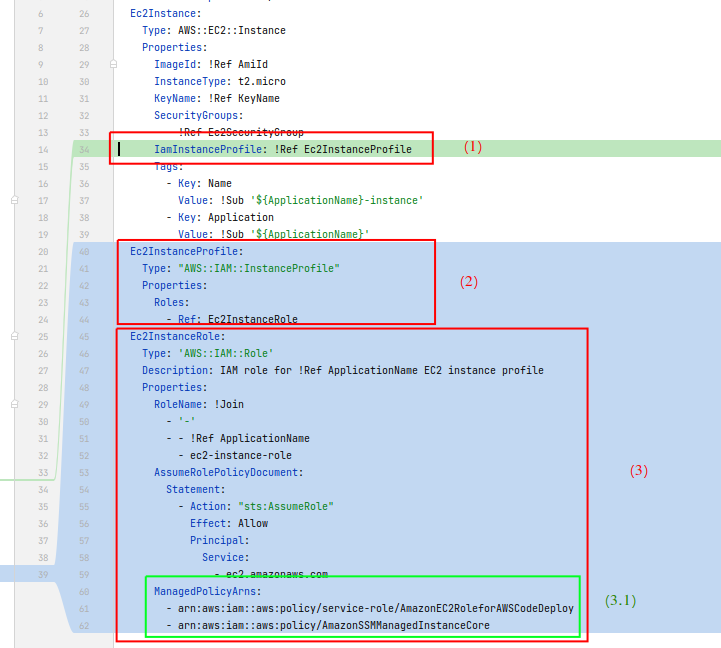 6 26 Ec2Instance:
7 27 Type: AWS::EC2::Instance
8 28 Properties:
9 29 ImageId: !Ref AmiId
10 30 InstanceType: t2.micro
11 31 KeyName: !Ref KeyName
12 32 SecurityGroups:
13 33 - !Ref Ec2SecurityGroup
14 34 IamInstanceProfile: !Ref Ec2InstanceProfile (1)
15 35 Tags:
16 36 - Key: Name
17 37 Value: !Sub '${ApplicationName}-instance'
18 38 - Key: Application
19 39 Value: !Sub '${ApplicationName}'
20 40 Ec2InstanceProfile:
21 41 Type: "AWS::IAM::InstanceProfile"
22 42 Properties: (2)
23 43 Roles:
24 44 - Ref: Ec2InstanceRole
25 45 Ec2InstanceRole:
26 46 Type: 'AWS::IAM::Role'
27 47 Description: IAM role for !Ref ApplicationName EC2 instance profile
28 48 Properties:
29 49 RoleName: !Join
30 50 - '-'
31 51 - - !Ref ApplicationName
32 52 - ec2-instance-role
33 53 AssumeRolePolicyDocument: (3)
34 54 Statement:
35 55 - Action: "sts:AssumeRole"
36 56 Effect: Allow
37 57 Principal:
38 58 Service:
39 59 - ec2.amazonaws.com
60 ManagedPolicyArns:
61 - arn:aws:iam::aws:policy/service-role/AmazonEC2RoleforAWSCodeDeploy (3.1)
62 - arn:aws:iam::aws:policy/AmazonSSMManagedInstanceCore